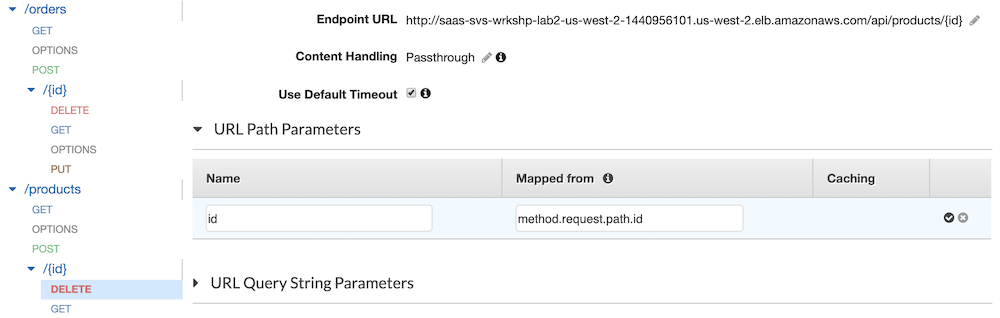 /orders
GET
OPTIONS
POST
/{id}
DELETE
GET
OPTIONS
PUT
/products
GET
OPTIONS
POST
/{id}
DELETE
GET
Endpoint URL http://saas-svs-wrkshp-lab2-us-west-2-1440956101.us-west-2.elb.amazonaws.com/api/products/{id}
Content Handling Passthrough
Use Default Timeout
URL Path Parameters
Name Mapped from Caching
id method.request.path.id
URL Query String Parameters